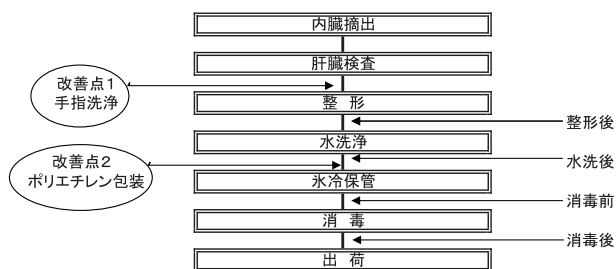 内臓摘出
肝臓検査
改善点1
手指洗浄
整 形
整形後
水洗浄
水洗後
改善点2
ポリエチレン包装
氷冷保管
消毒前
消 毒
消毒後
出 荷